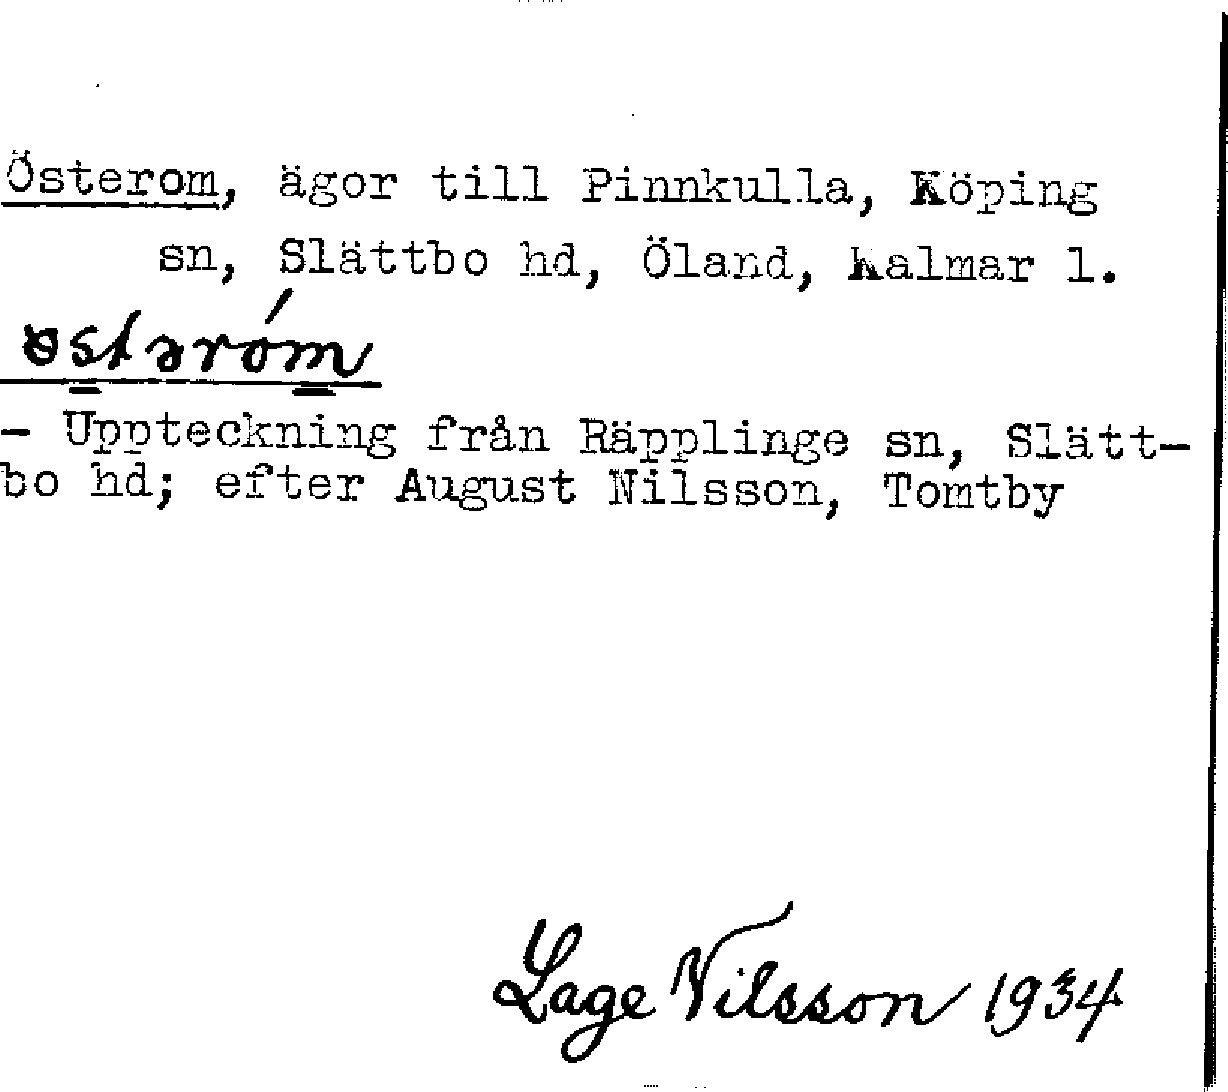 Österom, ägor till Pinnkulla, Köping
sn, Slättbo hd, Öland, Kalmar l.
østəróm
- Uppteckning från Räpplinge sn, Slätt-
bo hd; efter August Nilsson, Tomtby
Lage Nilsson 1934